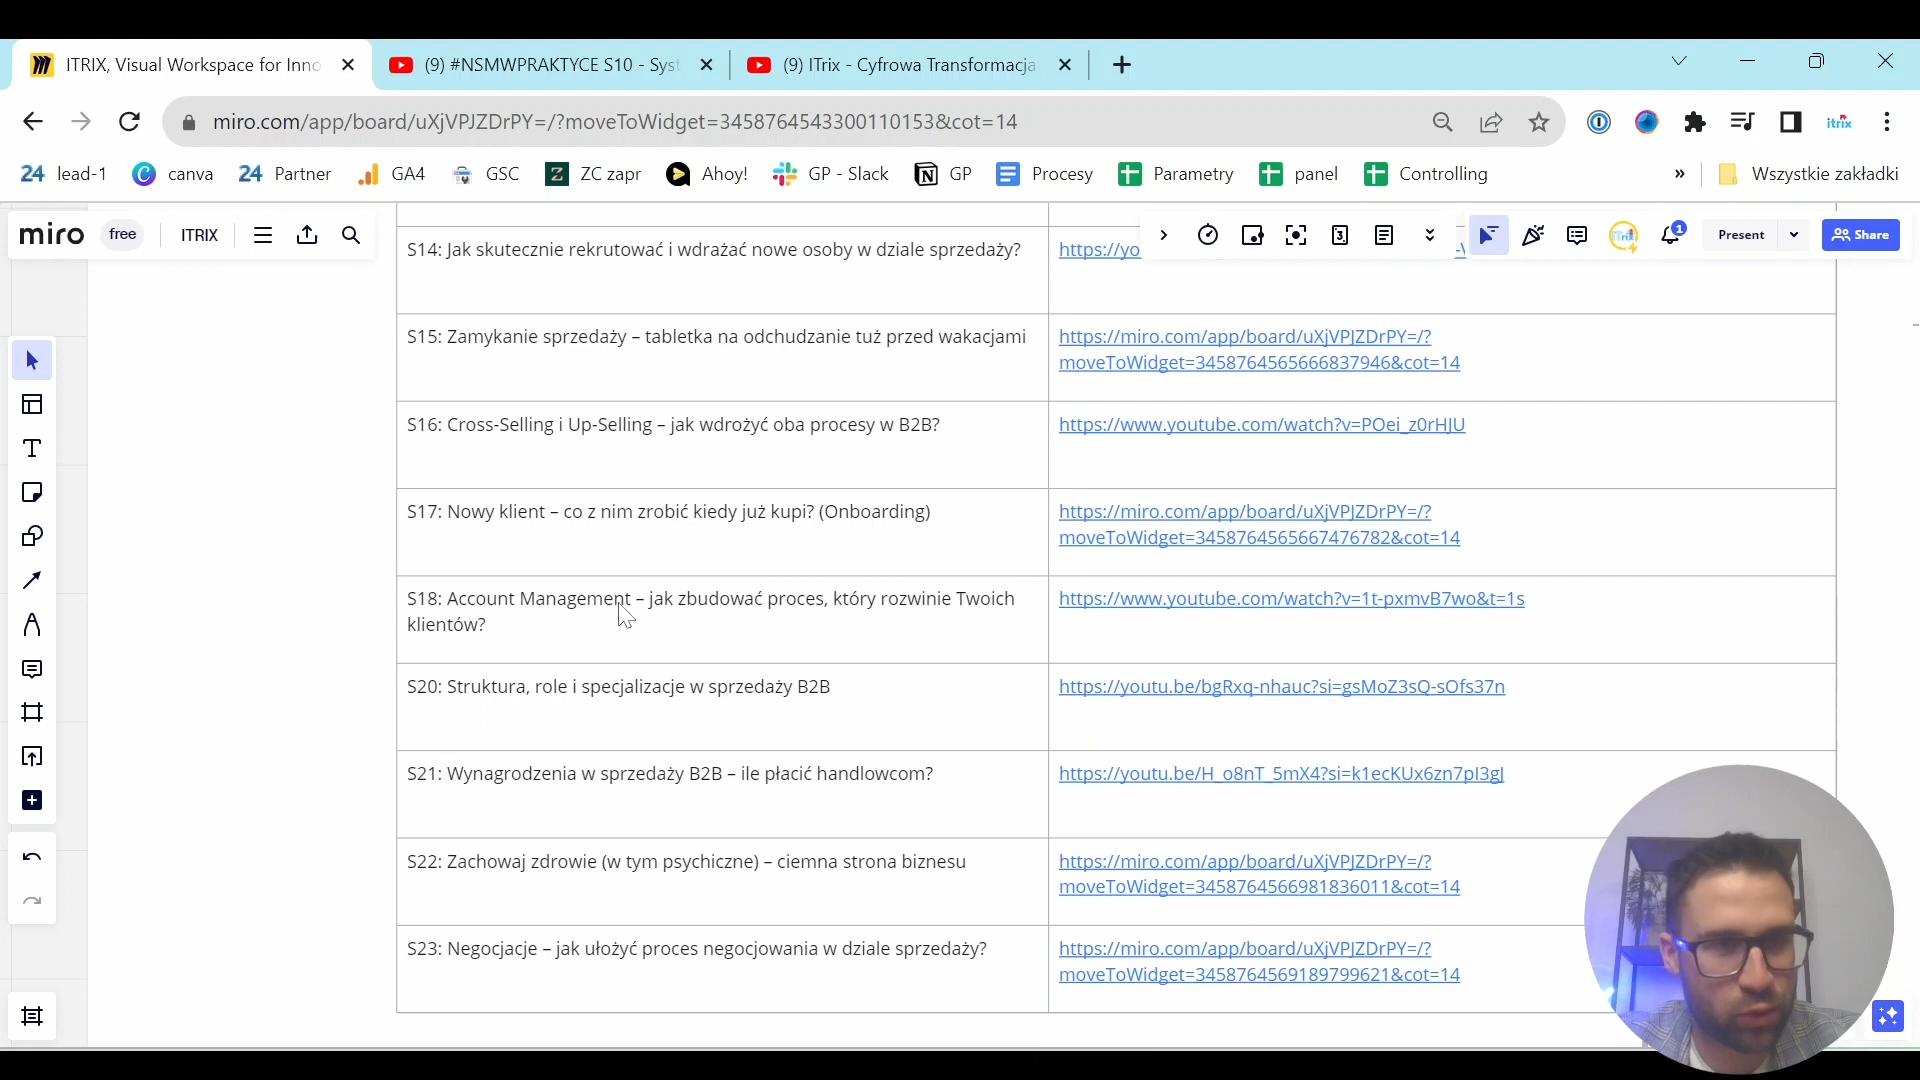 ITRIX, Visual Workspace for Inno
(9) #NSMWPRAKTYCE S10 - Syst
(9) ITrix - Cyfrowa Transformacja
miro.com/app/board/uXjVPJZDrPY=/?moveToWidget=3458764543300110153&cot=14
itrix
24 lead-1
canva
24 Partner
GA4
GSC
Z ZC zapr
Ahoy!
GP - Slack
GP
Procesy
Parametry
panel
Controlling
»
Wszystkie zakładki
miro
free
ITRIX
1
Present
Share
S14: Jak skutecznie rekrutować i wdrażać nowe osoby w dziale sprzedaży?
https://yo
S15: Zamykanie sprzedaży – tabletka na odchudzanie tuż przed wakacjami
https://miro.com/app/board/uXjVPJZDrPY=/?
moveToWidget=3458764565666837946&cot=14
S16: Cross-Selling i Up-Selling – jak wdrożyć oba procesy w B2B?
https://www.youtube.com/watch?v=POei_z0rHJU
S17: Nowy klient – co z nim zrobić kiedy już kupi? (Onboarding)
https://miro.com/app/board/uXjVPJZDrPY=/?
moveToWidget=3458764565667476782&cot=14
S18: Account Management – jak zbudować proces, który rozwinie Twoich
klientów?
https://www.youtube.com/watch?v=1t-pxmvB7wo&t=1s
S20: Struktura, role i specjalizacje w sprzedaży B2B
https://youtu.be/bgRxq-nhauc?si=gsMoZ3sQ-sOfs37n
S21: Wynagrodzenia w sprzedaży B2B – ile płacić handlowcom?
https://youtu.be/H_o8nT_5mX4?si=k1ecKUx6zn7pI3gJ
S22: Zachowaj zdrowie (w tym psychiczne) – ciemna strona biznesu
https://miro.com/app/board/uXjVPJZDrPY=/?
moveToWidget=3458764566981836011&cot=14
S23: Negocjacje – jak ułożyć proces negocjowania w dziale sprzedaży?
https://miro.com/app/board/uXjVPJZDrPY=/?
moveToWidget=3458764569189799621&cot=14